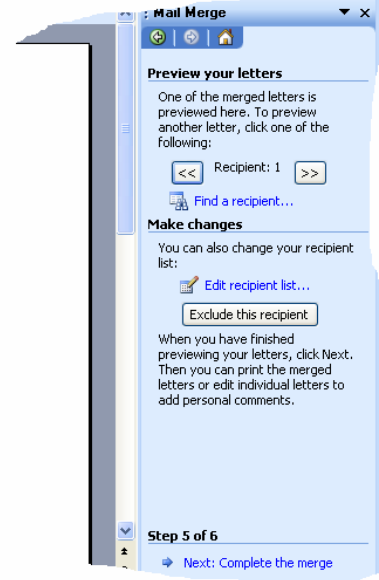 Mail Merge
Preview your letters
One of the merged letters is
previewed here. To preview
another letter, click one of the
following:
<< Recipient: 1 >>
Find a recipient...
Make changes
You can also change your recipient
list:
Edit recipient list...
Exclude this recipient
When you have finished
previewing your letters, click Next.
Then you can print the merged
letters or edit individual letters to
add personal comments.
Step 5 of 6
Next: Complete the merge